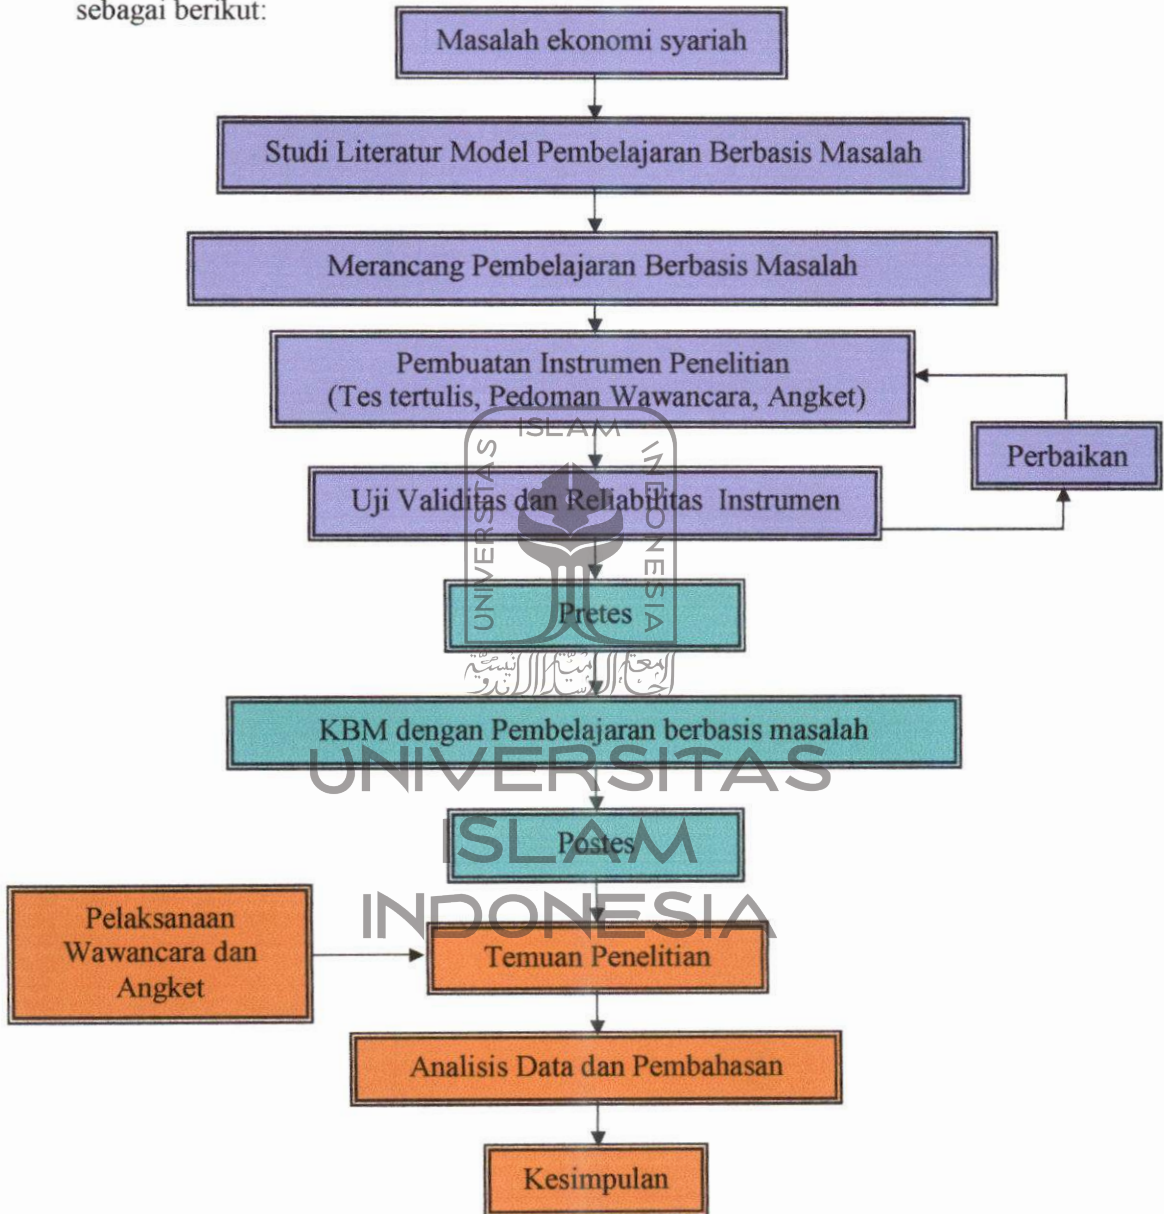 sebagai berikut:
Masalah ekonomi syariah
Studi Literatur Model Pembelajaran Berbasis Masalah
Merancang Pembelajaran Berbasis Masalah
Pembuatan Instrumen Penelitian
(Tes tertulis, Pedoman Wawancara, Angket)
Perbaikan
Uji Validitas dan Reliabilitas Instrumen
UNIVERSITAS
ISLAM
INDONESIA
Pretes
KBM dengan Pembelajaran berbasis masalah
UNIVERSITAS
ISLAM
INDONESIA
Postes
Pelaksanaan
Wawancara dan
Angket
Temuan Penelitian
Analisis Data dan Pembahasan
Kesimpulan